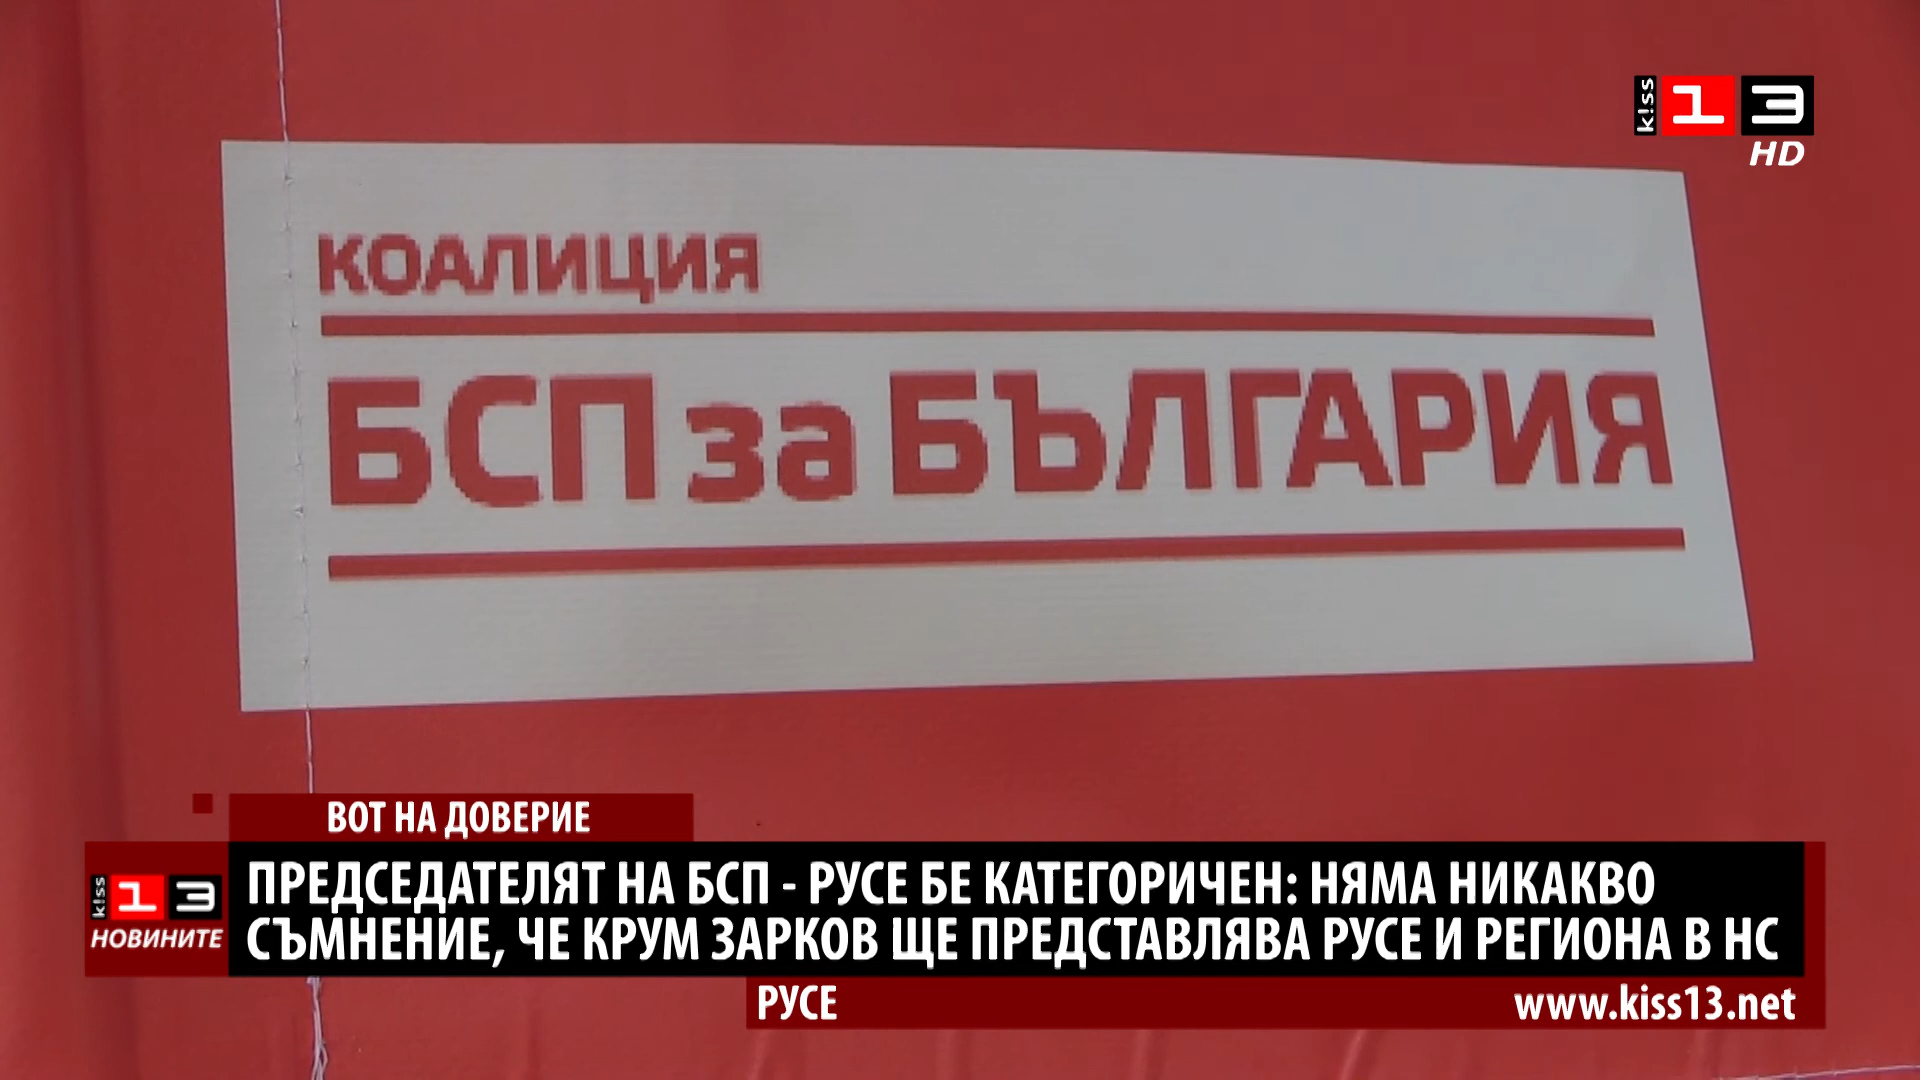 kiss 13
HD
КОАЛИЦИЯ
БСП за БЪЛГАРИЯ
ВОТ НА ДОВЕРИЕ
ПРЕДСЕДАТЕЛЯТ НА БСП - РУСЕ БЕ КАТЕГОРИЧЕН: НЯМА НИКАКВО
СЪМНЕНИЕ, ЧЕ КРУМ ЗАРКОВ ЩЕ ПРЕДСТАВЛЯВА РУСЕ И РЕГИОНА В НС
kiss 13
НОВИНИТЕ
РУСЕ
www.kiss13.net